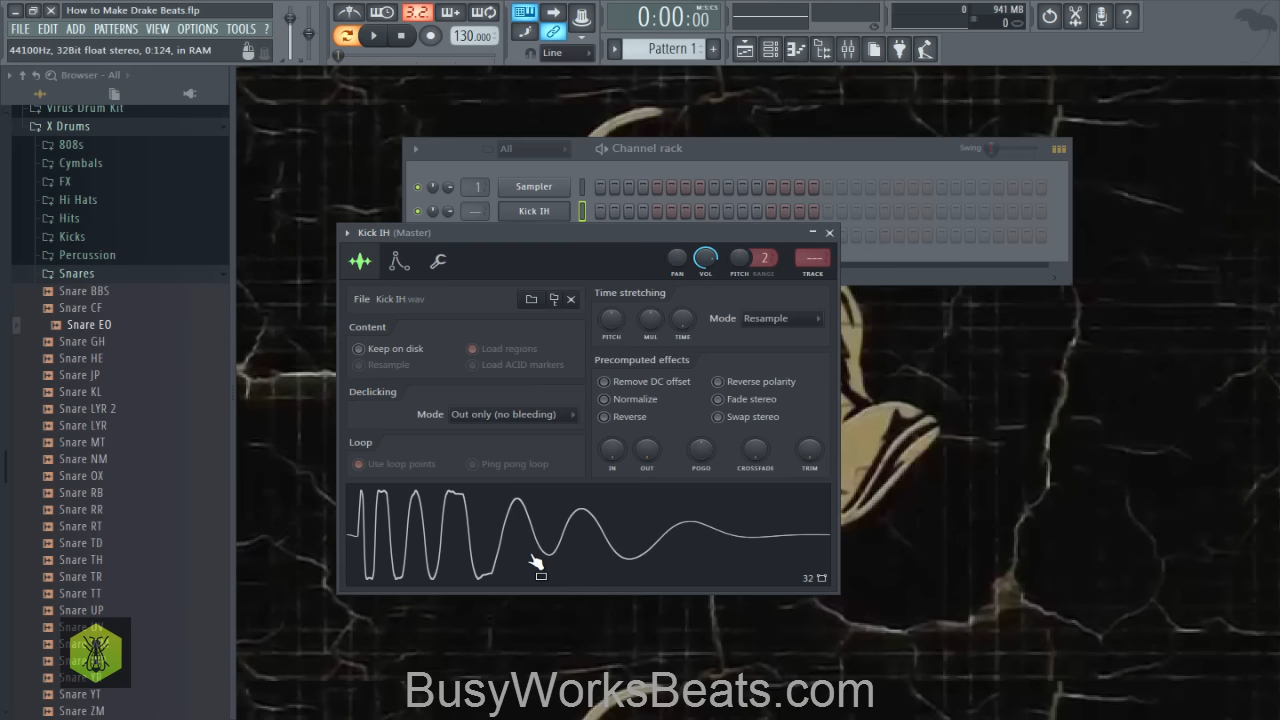 How to Make Drake Beats.flp
FILE EDIT ADD PATTERNS VIEW OPTIONS TOOLS ?
44100Hz, 32Bit float stereo, 0:124, in RAM
3.2.
130.000
Line
0:00:00
M:S:CS
Pattern 1
0
941 MB
0
Browser - All
Virus Drum Kit
X Drums
808s
Cymbals
FX
Hi Hats
Hits
Kicks
Percussion
Snares
Snare BBS
Snare CF
Snare EO
Snare GH
Snare HE
Snare JP
Snare KL
Snare LYR 2
Snare LYR
Snare MT
Snare NM
Snare OX
Snare RB
Snare RR
Snare RT
Snare TD
Snare TH
Snare TR
Snare TT
Snare UP
Snare YT
Snare ZM
All
Channel rack
Swing
1
Sampler
---
Kick IH
Kick IH (Master)
PAN
VOL
PITCH
2
RANGE
---
TRACK
File Kick IH.wav
Content
Keep on disk
Load regions
Resample
Load ACID markers
Declicking
Mode Out only (no bleeding)
Loop
Use loop points
Ping pong loop
Time stretching
PITCH
MUL
TIME
Mode Resample
Precomputed effects
Remove DC offset
Reverse polarity
Normalize
Fade stereo
Reverse
Swap stereo
IN
OUT
POGO
CROSSFADE
TRIM
32
BusyWorksBeats.com